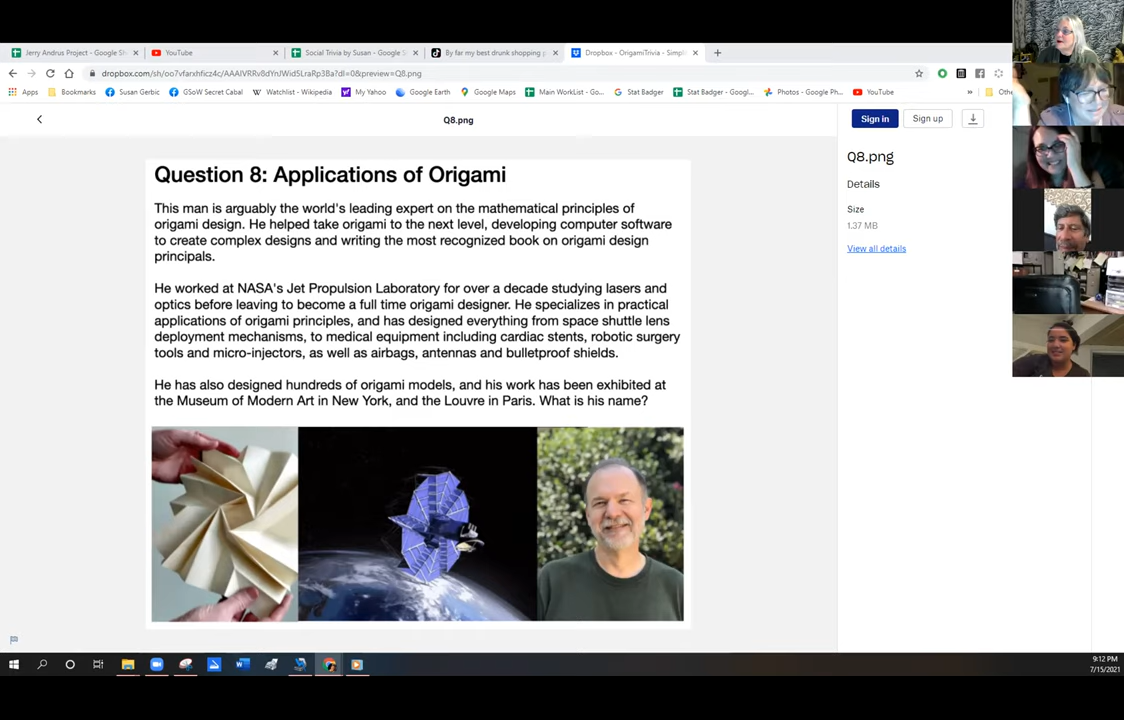 Jerry Andrus Project - Google Sh
YouTube
Social Trivia by Susan - Google S
By far my best drunk shopping p
Dropbox - OrigamiTrivia - Simpl
dropbox.com/sh/oo7vfarxhficz4c/AAAIVRRv8dYnJWid5LraRp3Ba?dl=0&preview=Q8.png
Apps
Bookmarks
Susan Gerbic
GSoW Secret Cabal
Watchlist - Wikipedia
My Yahoo
Google Earth
Google Maps
Main WorkList - Go...
Stat Badger
Stat Badger - Googl...
Photos - Google Ph...
YouTube
»
Q8.png
Sign in
Sign up
Q8.png
Details
Size
1.37 MB
View all details
Question 8: Applications of Origami
This man is arguably the world's leading expert on the mathematical principles of
origami design. He helped take origami to the next level, developing computer software
to create complex designs and writing the most recognized book on origami design
principals.
He worked at NASA's Jet Propulsion Laboratory for over a decade studying lasers and
optics before leaving to become a full time origami designer. He specializes in practical
applications of origami principles, and has designed everything from space shuttle lens
deployment mechanisms, to medical equipment including cardiac stents, robotic surgery
tools and micro-injectors, as well as airbags, antennas and bulletproof shields.
He has also designed hundreds of origami models, and his work has been exhibited at
the Museum of Modern Art in New York, and the Louvre in Paris. What is his name?
9:12 PM
7/15/2021